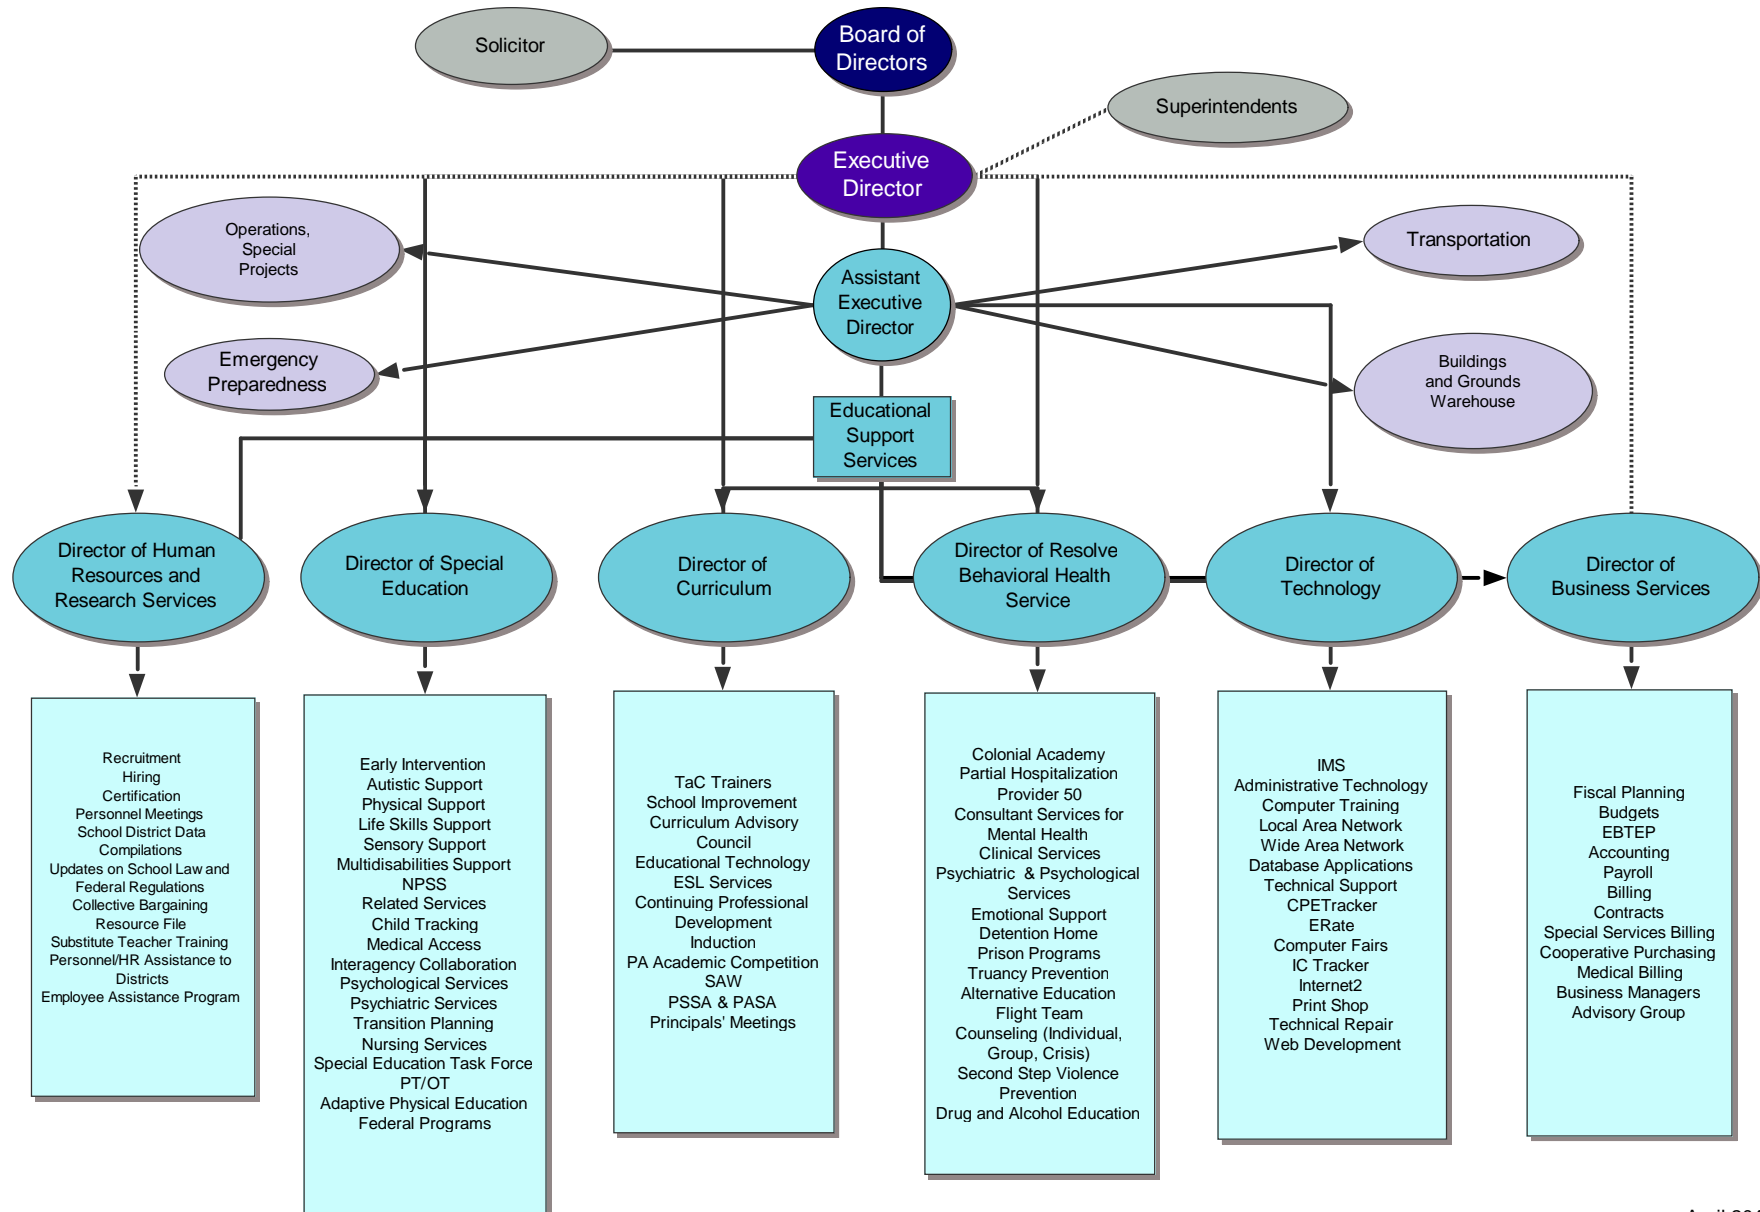 Solicitor
Board of
Directors
Superintendents
Executive
Director
Operations,
Special
Projects
Transportation
Assistant
Executive
Director
Emergency
Preparedness
Buildings
and Grounds
Warehouse
Educational
Support
Services
Director of Human
Resources and
Research Services
Director of Special
Education
Director of
Curriculum
Director of Resolve
Behavioral Health
Service
Director of
Technology
Director of
Business Services
Recruitment
Hiring
Certification
Personnel Meetings
School District Data
Compilations
Updates on School Law and
Federal Regulations
Collective Bargaining
Resource File
Substitute Teacher Training
Personnel/HR Assistance to
Districts
Employee Assistance Program
Early Intervention
Autistic Support
Physical Support
Life Skills Support
Sensory Support
Multidisabilities Support
NPSS
Related Services
Child Tracking
Medical Access
Interagency Collaboration
Psychological Services
Psychiatric Services
Transition Planning
Nursing Services
Special Education Task Force
PT/OT
Adaptive Physical Education
Federal Programs
TaC Trainers
School Improvement
Curriculum Advisory
Council
Educational Technology
ESL Services
Continuing Professional
Development
Induction
PA Academic Competition
SAW
PSSA & PASA
Principals' Meetings
Colonial Academy
Partial Hospitalization
Provider 50
Consultant Services for
Mental Health
Clinical Services
Psychiatric & Psychological
Services
Emotional Support
Detention Home
Prison Programs
Truancy Prevention
Alternative Education
Flight Team
Counseling (Individual,
Group, Crisis)
Second Step Violence
Prevention
Drug and Alcohol Education
IMS
Administrative Technology
Computer Training
Local Area Network
Wide Area Network
Database Applications
Technical Support
CPETracker
ERate
Computer Fairs
IC Tracker
Internet2
Print Shop
Technical Repair
Web Development
Fiscal Planning
Budgets
EBTEP
Accounting
Payroll
Billing
Contracts
Special Services Billing
Cooperative Purchasing
Medical Billing
Business Managers
Advisory Group